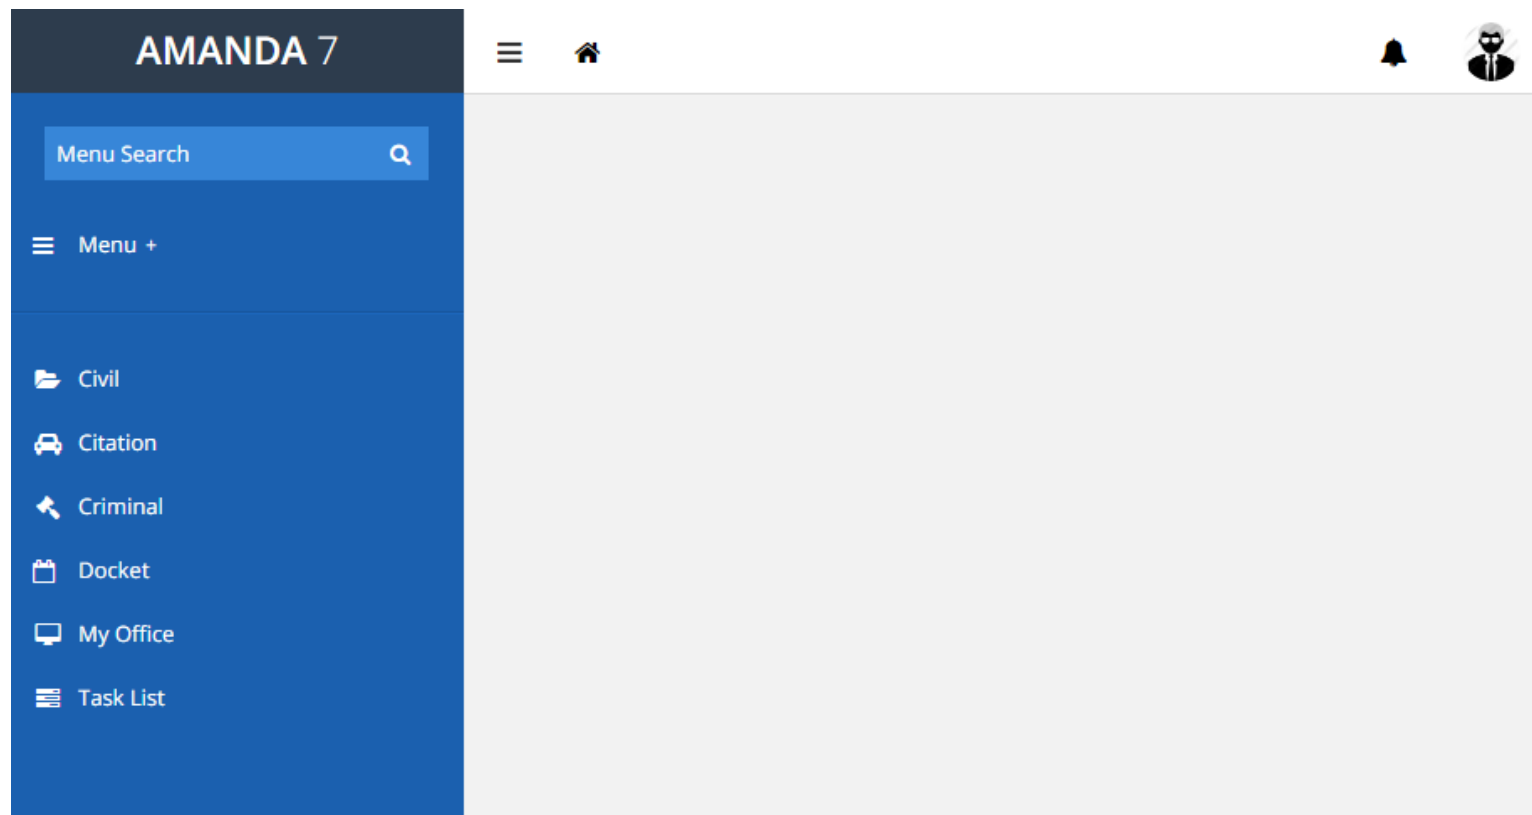 AMANDA 7
Menu Search
Menu +
Civil
Citation
Criminal
Docket
My Office
Task List